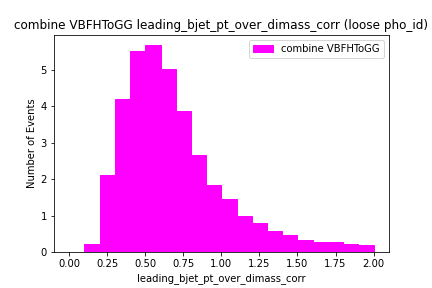 combine VBFHToGG leading_bjet_pt_over_dimass_corr (loose pho_id)
combine VBFHToGG
Number of Events
5
4
3
2
1
0
0.00 0.25 0.50 0.75 1.00 1.25 1.50 1.75 2.00
leading_bjet_pt_over_dimass_corr